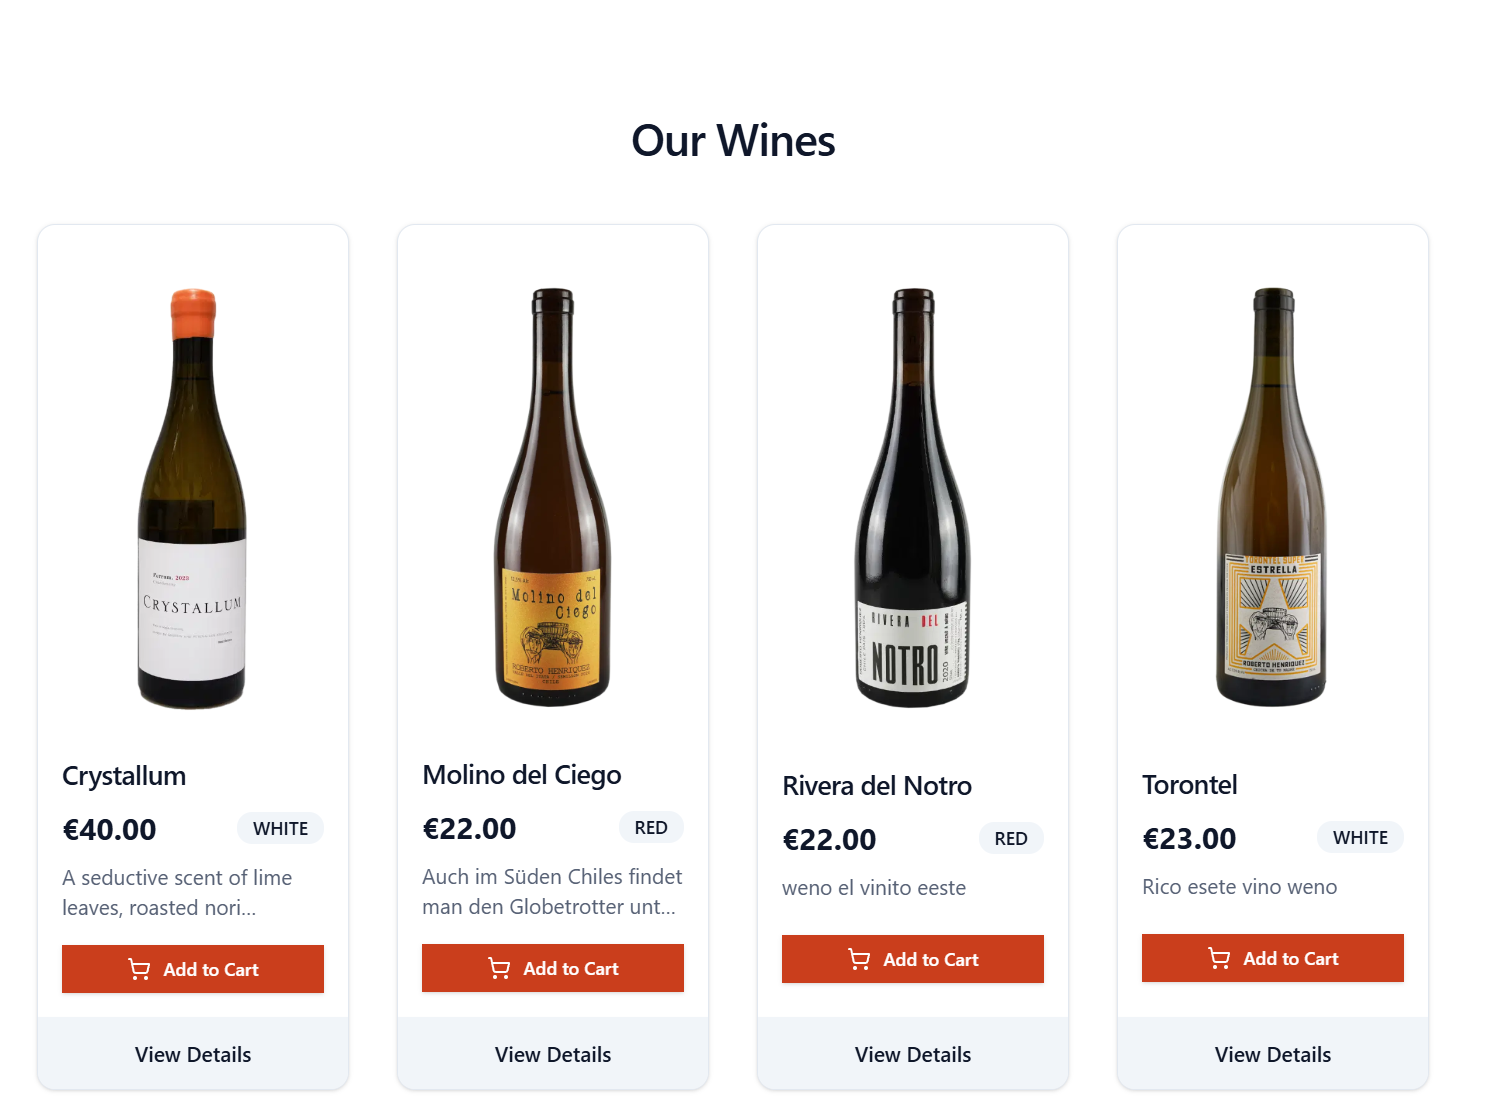 Our Wines
Ferrum. 2023
CRYSTALLUM
Molino del
Ciego
ROBERTO HENRIQUEZ
RIVERA DEL
NOTRO
2020
TORONTEL SUPER
ESTRELLA
ROBERTO HENRIQUEZ
Crystallum
€40.00 WHITE
A seductive scent of lime
leaves, roasted nori...
Add to Cart
View Details
Molino del Ciego
€22.00 RED
Auch im Süden Chiles findet
man den Globetrotter unt...
Add to Cart
View Details
Rivera del Notro
€22.00 RED
weno el vinito eeste
Add to Cart
View Details
Torontel
€23.00 WHITE
Rico esete vino weno
Add to Cart
View Details